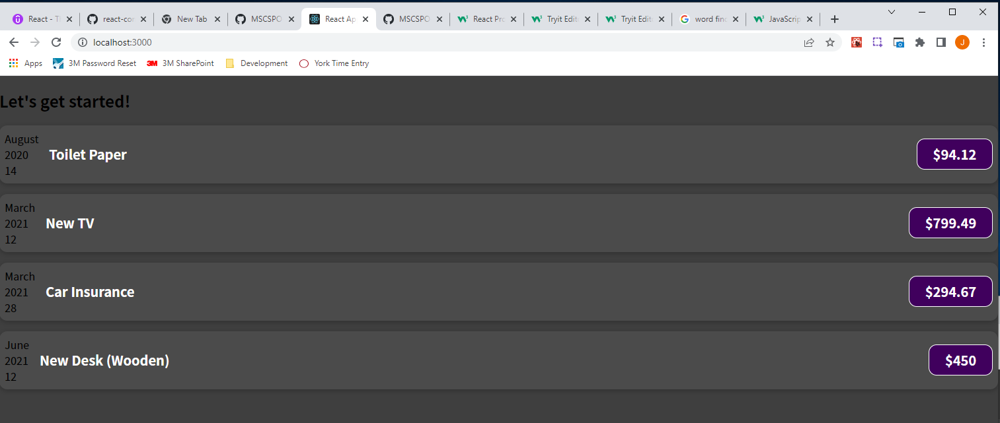 React - T
react-cor
New Tab
MSCSPO
React Ap
MSCSPO
React Pro
Tryit Edit
Tryit Edit
word find
JavaScrip
localhost:3000
J
Apps
3M Password Reset
3M 3M SharePoint
Development
York Time Entry
Let's get started!
August
2020
14
Toilet Paper
$94.12
March
2021
12
New TV
$799.49
March
2021
28
Car Insurance
$294.67
June
2021
12
New Desk (Wooden)
$450